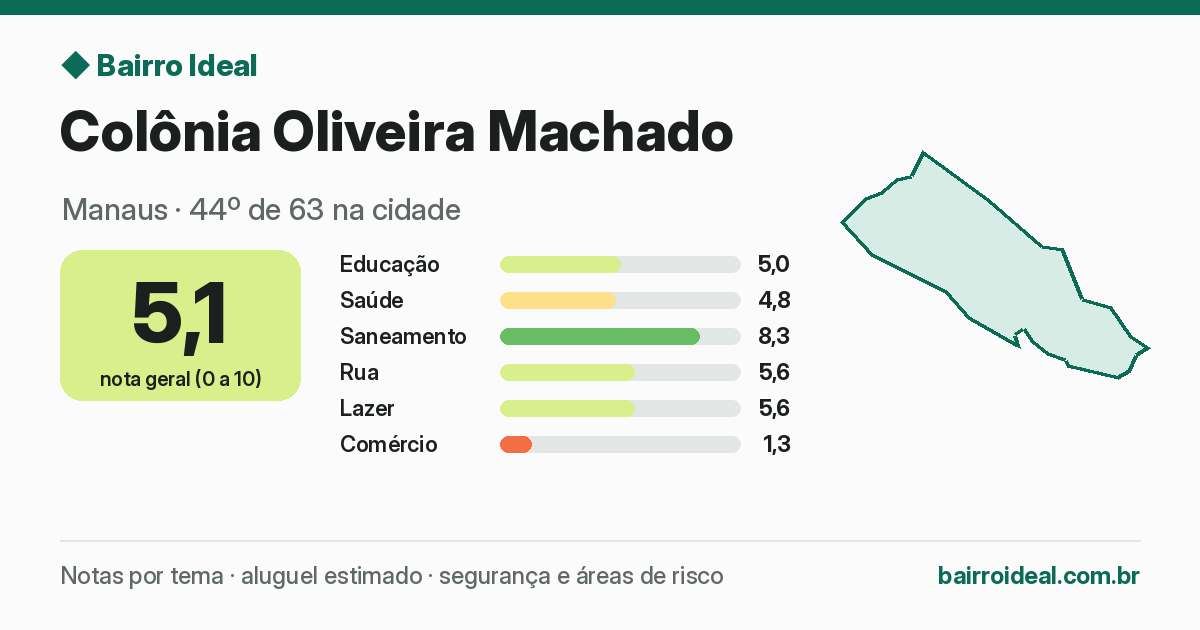 Bairro Ideal
Colônia Oliveira Machado
Manaus · 44º de 63 na cidade
5,1
nota geral (0 a 10)
Educação 5,0
Saúde 4,8
Saneamento 8,3
Rua 5,6
Lazer 5,6
Comércio 1,3
Notas por tema · aluguel estimado · segurança e áreas de risco
bairroideal.com.br